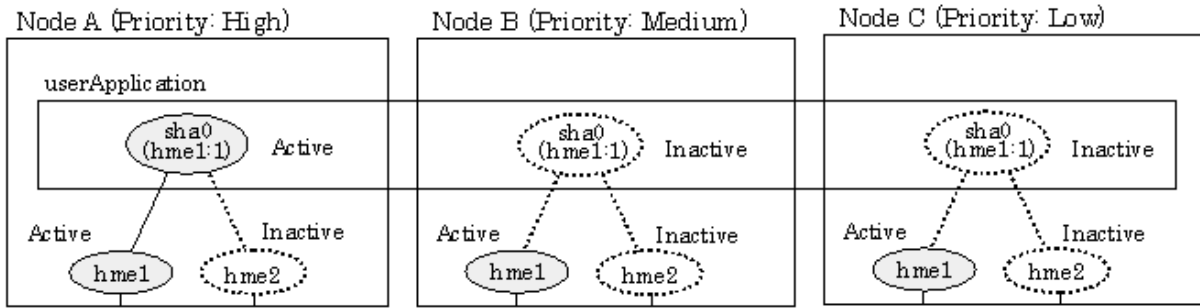 Node A (Priority: High)
Node B (Priority: Medium)
Node C (Priority: Low)
userApplication
sha0
(hme1:1)
Active
sha0
(hme1:1)
Inactive
sha0
(hme1:1)
Inactive
Active
Inactive
Active
Inactive
Active
Inactive
hme1
hme2
hme1
hme2
hme1
hme2